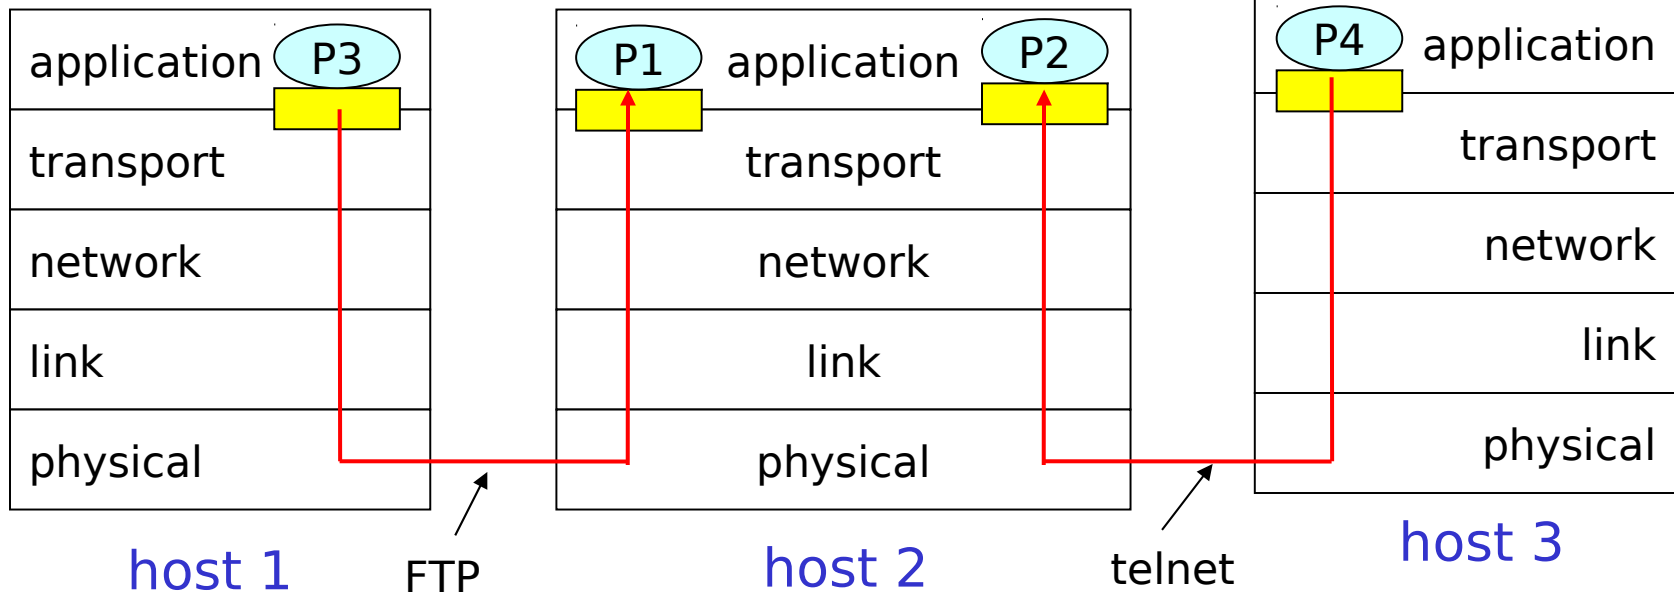 application
P3
transport
network
link
physical
host 1
FTP
P1
application
P2
transport
network
link
physical
host 2
telnet
P4
application
transport
network
link
physical
host 3